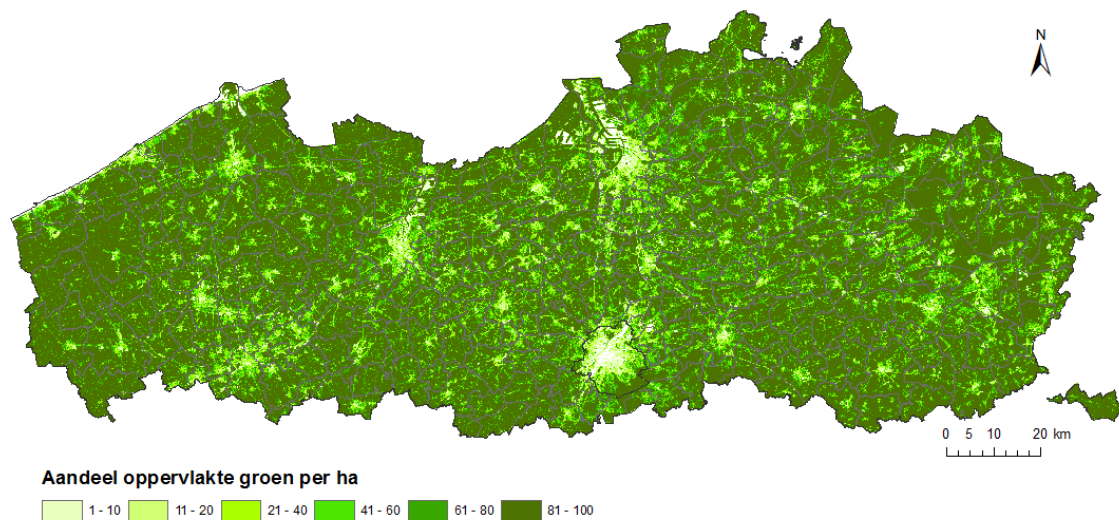 N
0 5 10 20 km
Aandeel oppervlakte groen per ha
1 - 10 11 - 20 21 - 40 41 - 60 61 - 80 81 - 100